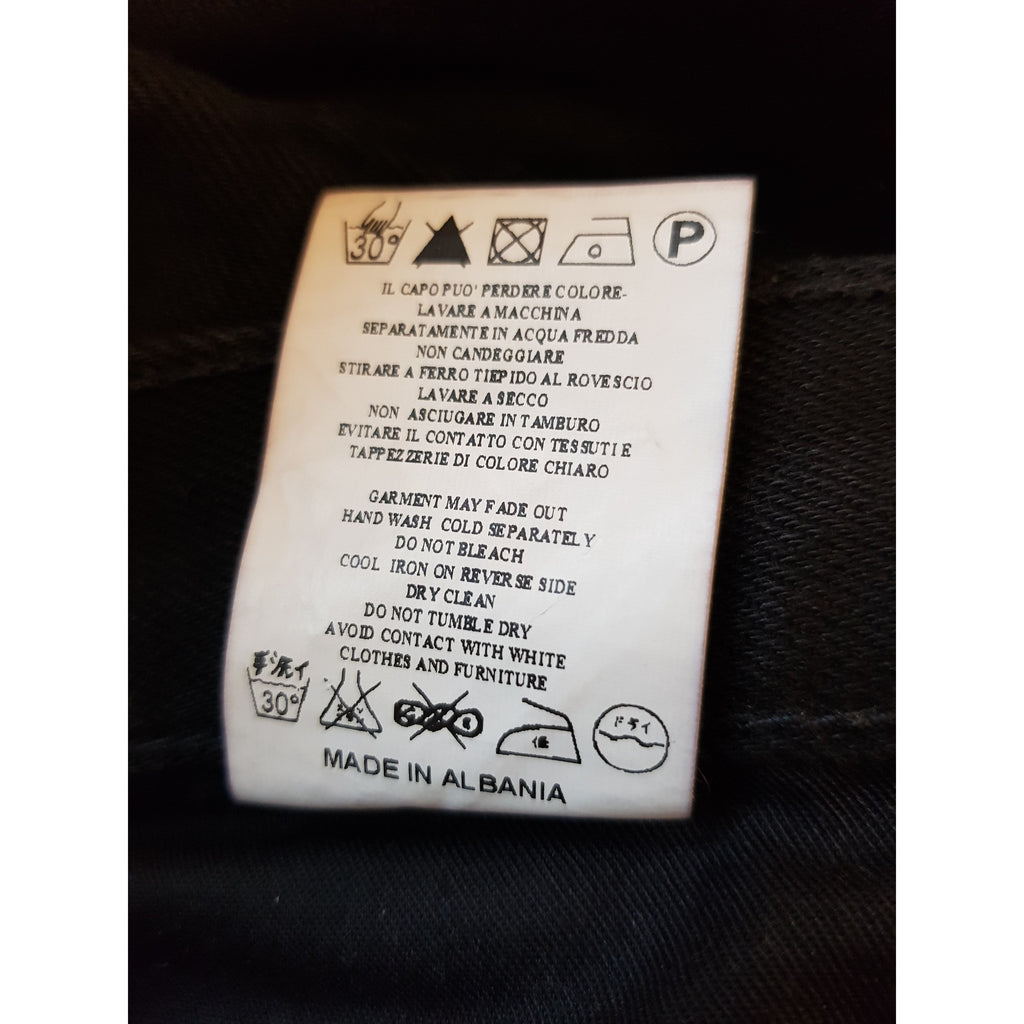 30°
P
IL CAPO PUO' PERDERE COLORE-
LAVARE A MACCHINA
SEPARATAMENTE IN ACQUA FREDDA
NON CANDEGGIARE
STIRARE A FERRO TIEPIDO AL ROVESCIO
LAVARE A SECCO
NON ASCIUGARE IN TAMBURO
EVITARE IL CONTATTO CON TESSUTI E
TAPPEZZERIE DI COLORE CHIARO
GARMENT MAY FADE OUT
HAND WASH COLD SEPARATELY
DO NOT BLEACH
COOL IRON ON REVERSE SIDE
DRY CLEAN
DO NOT TUMBLE DRY
AVOID CONTACT WITH WHITE
CLOTHES AND FURNITURE
手洗イ
30° 低 ドライ
MADE IN ALBANIA